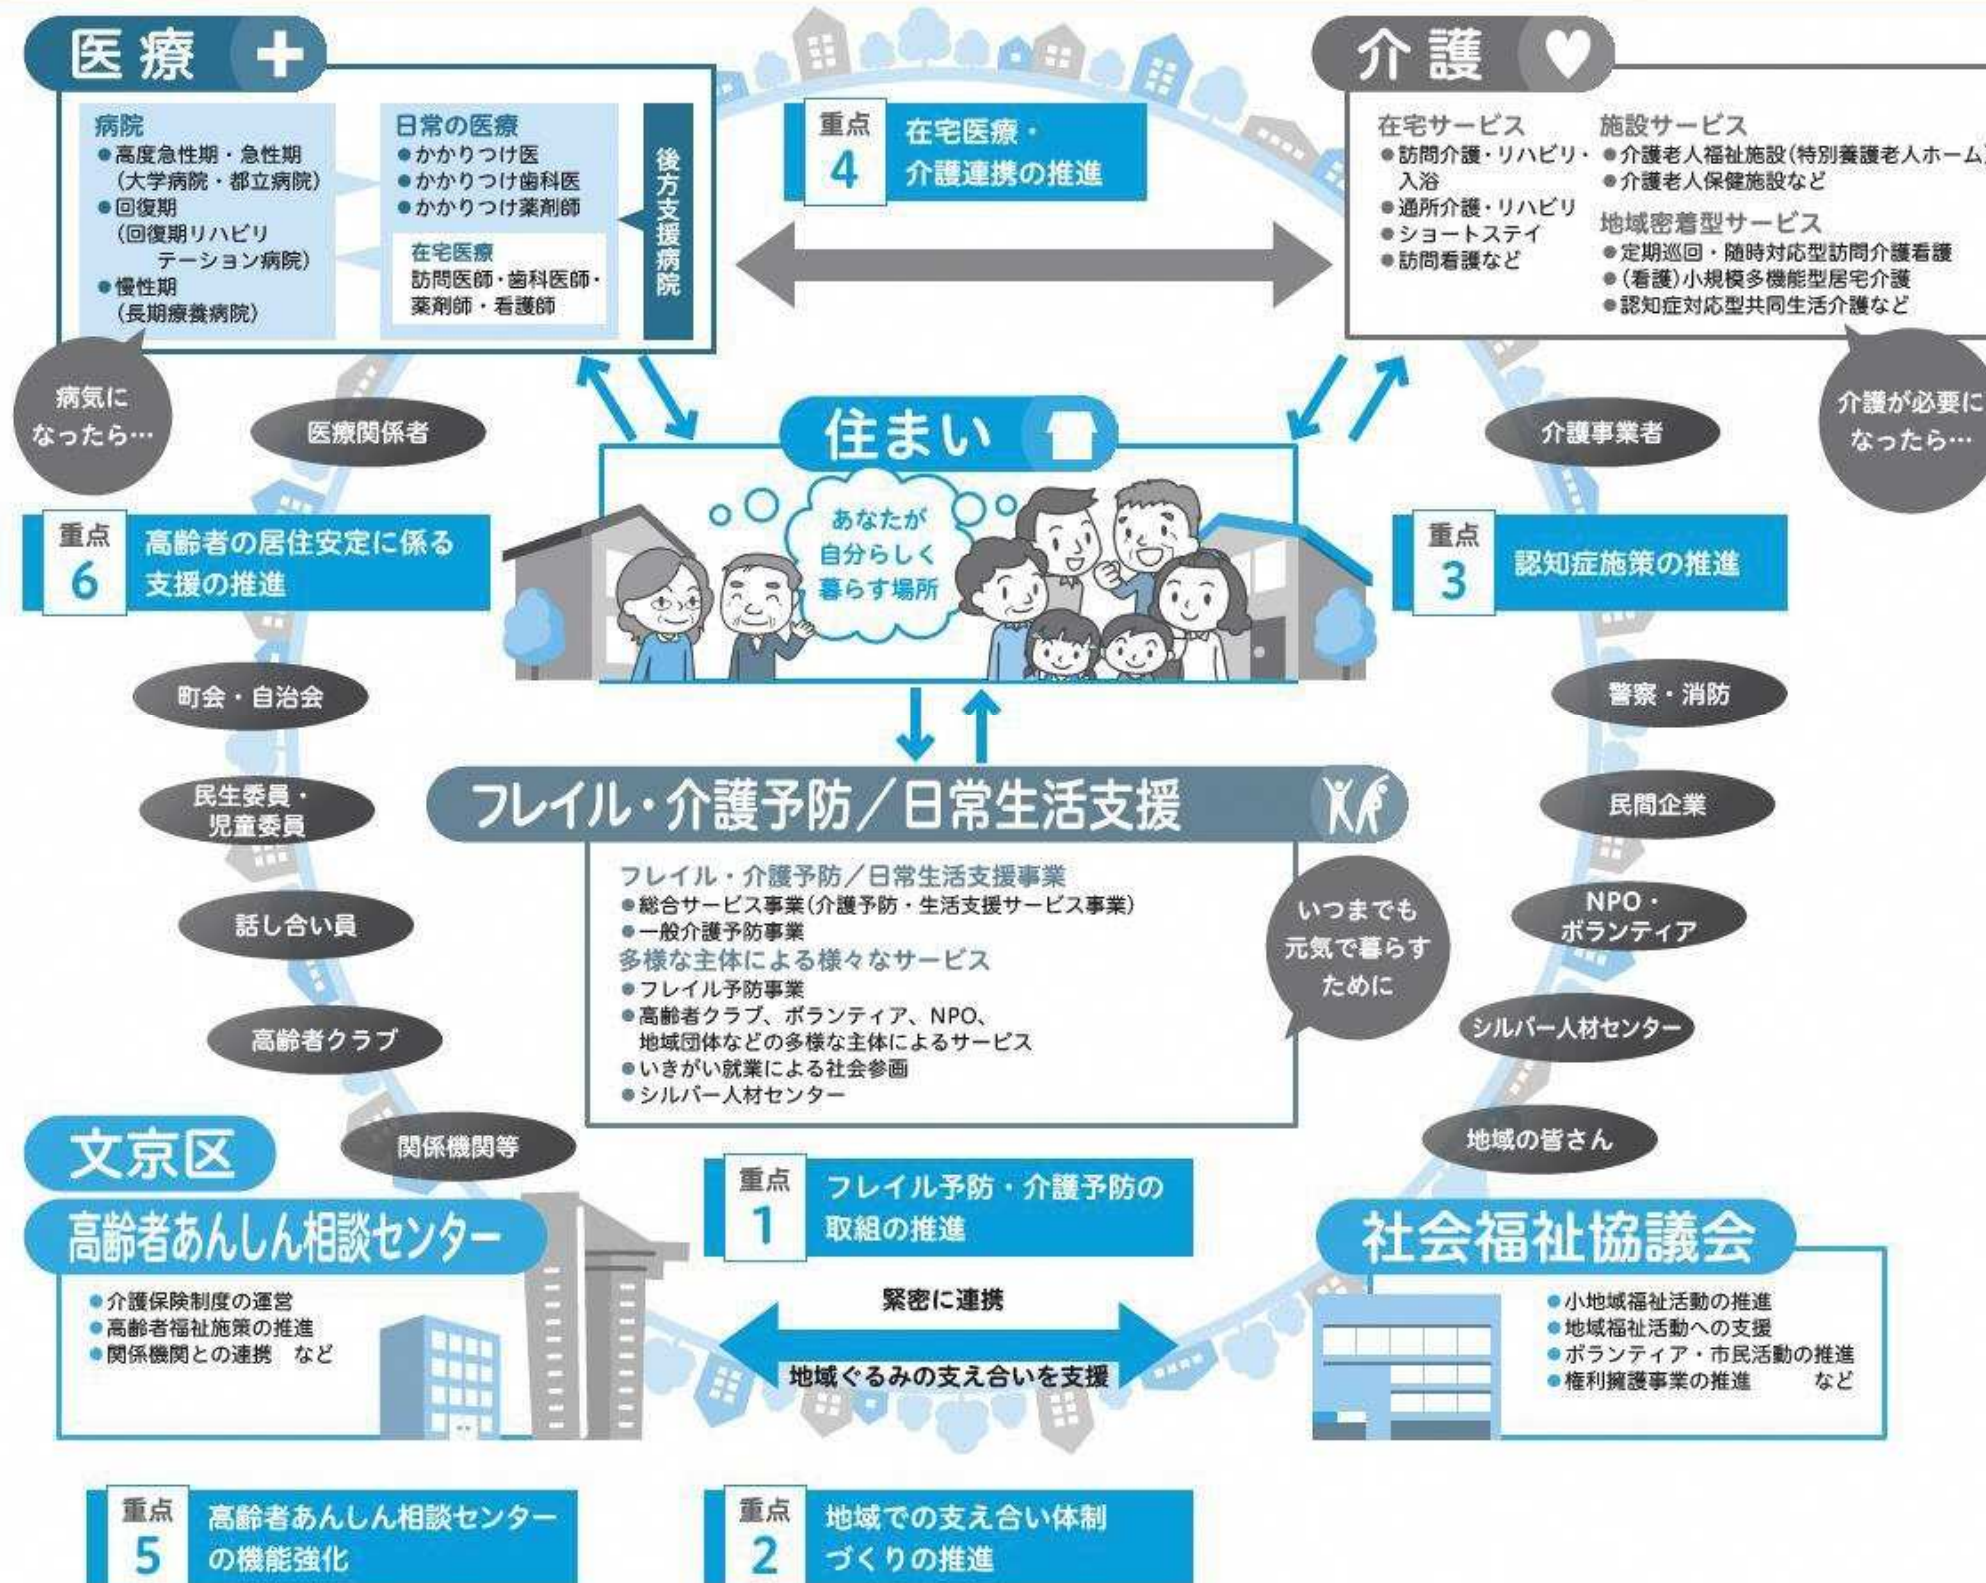 医療
病院
●高度急性期・急性期
(大学病院・都立病院)
●回復期
(回復期リハビリ
テーション病院)
●慢性期
(長期療養病院)
日常の医療
●かかりつけ医
●かかりつけ歯科医
●かかりつけ薬剤師
在宅医療
訪問医師・歯科医師・
薬剤師・看護師
後方支援病院
病気に
なったら…
重点
4
在宅医療・
介護連携の推進
介護
在宅サービス
●訪問介護・リハビリ・
入浴
●通所介護・リハビリ
●ショートステイ
●訪問看護など
施設サービス
●介護老人福祉施設(特別養護老人ホーム)
●介護老人保健施設など
地域密着型サービス
●定期巡回・随時対応型訪問介護看護
●(看護)小規模多機能型居宅介護
●認知症対応型共同生活介護など
介護が必要に
なったら…
医療関係者
介護事業者
住まい
あなたが
自分らしく
暮らす場所
重点
6
高齢者の居住安定に係る
支援の推進
重点
3
認知症施策の推進
町会・自治会
民生委員・
児童委員
話し合い員
高齢者クラブ
関係機関等
警察・消防
民間企業
NPO・
ボランティア
シルバー人材センター
地域の皆さん
フレイル・介護予防／日常生活支援
フレイル・介護予防／日常生活支援事業
●総合サービス事業(介護予防・生活支援サービス事業)
●一般介護予防事業
多様な主体による様々なサービス
●フレイル予防事業
●高齢者クラブ、ボランティア、NPO、
地域団体などの多様な主体によるサービス
●いきがい就業による社会参画
●シルバー人材センター
いつまでも
元気で暮らす
ために
文京区
高齢者あんしん相談センター
●介護保険制度の運営
●高齢者福祉施策の推進
●関係機関との連携 など
重点
1
フレイル予防・介護予防の
取組の推進
緊密に連携
地域ぐるみの支え合いを支援
社会福祉協議会
●小地域福祉活動の推進
●地域福祉活動への支援
●ボランティア・市民活動の推進
●権利擁護事業の推進 など
重点
5
高齢者あんしん相談センター
の機能強化
重点
2
地域での支え合い体制
づくりの推進